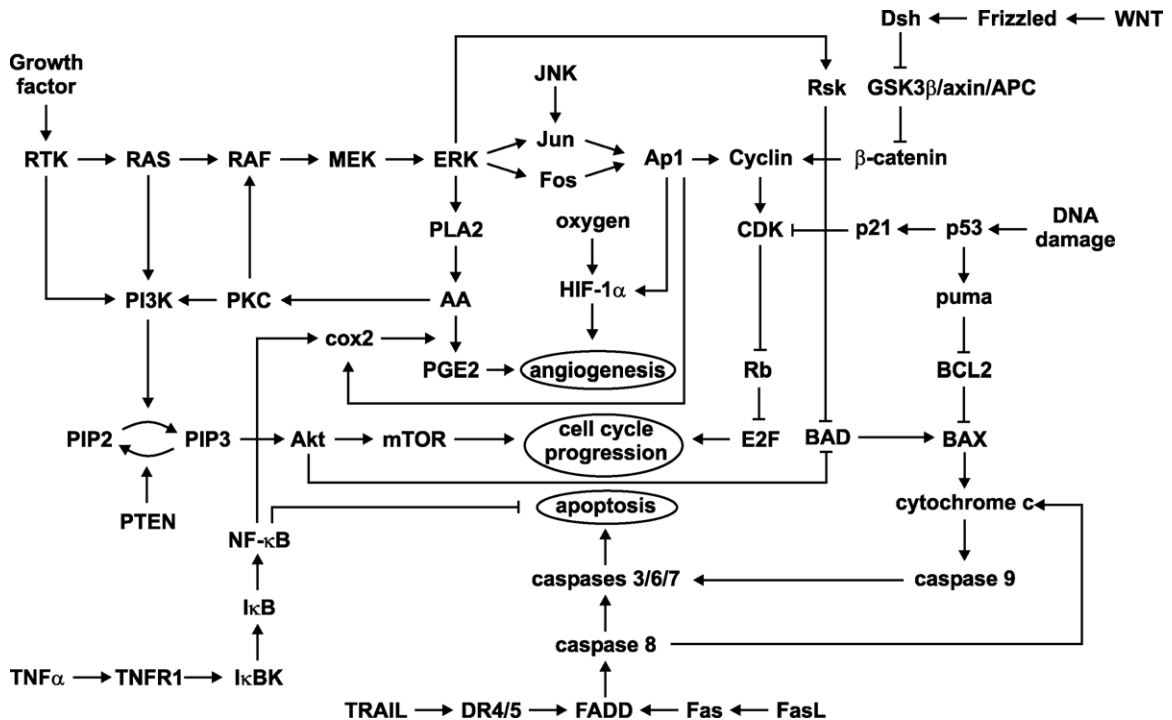 Dsh
Frizzled
WNT
Growth
factor
JNK
Rsk
GSK3β/axin/APC
RTK
RAS
RAF
MEK
ERK
Jun
Fos
Ap1
Cyclin
β-catenin
PLA2
oxygen
CDK
p21
p53
DNA
damage
PI3K
PKC
AA
HIF-1α
puma
cox2
PGE2
angiogenesis
Rb
BCL2
PIP2
PIP3
Akt
mTOR
cell cycle
progression
E2F
BAD
BAX
PTEN
apoptosis
cytochrome c
NF-κB
caspases 3/6/7
caspase 9
IκB
caspase 8
TNFα
TNFR1
IκBK
TRAIL
DR4/5
FADD
Fas
FasL